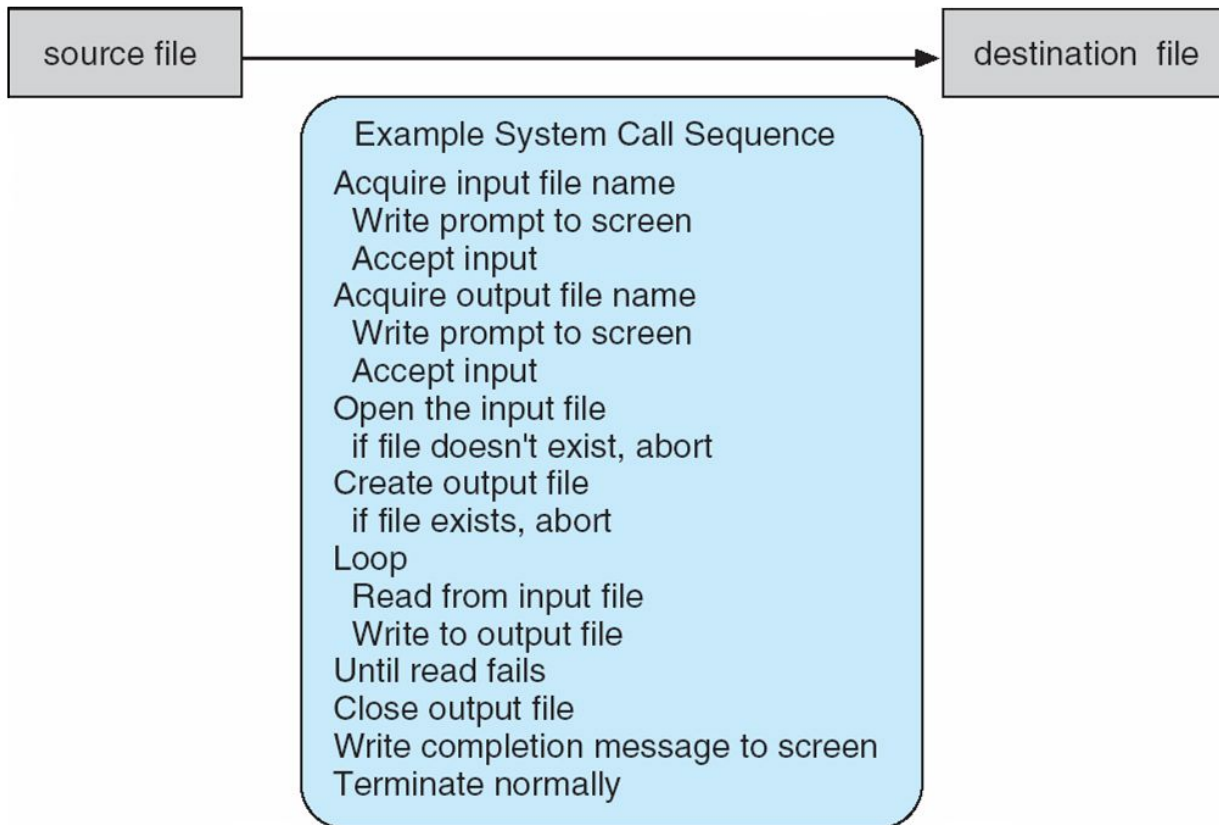 source file
destination file
Example System Call Sequence
Acquire input file name
Write prompt to screen
Accept input
Acquire output file name
Write prompt to screen
Accept input
Open the input file
if file doesn't exist, abort
Create output file
if file exists, abort
Loop
Read from input file
Write to output file
Until read fails
Close output file
Write completion message to screen
Terminate normally